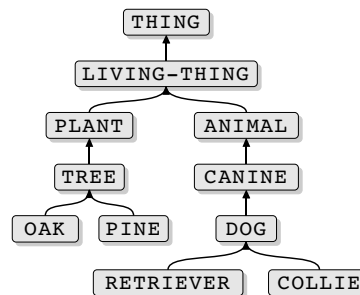 THING
LIVING-THING
PLANT ANIMAL
TREE CANINE
OAK PINE DOG
RETRIEVER COLLIE